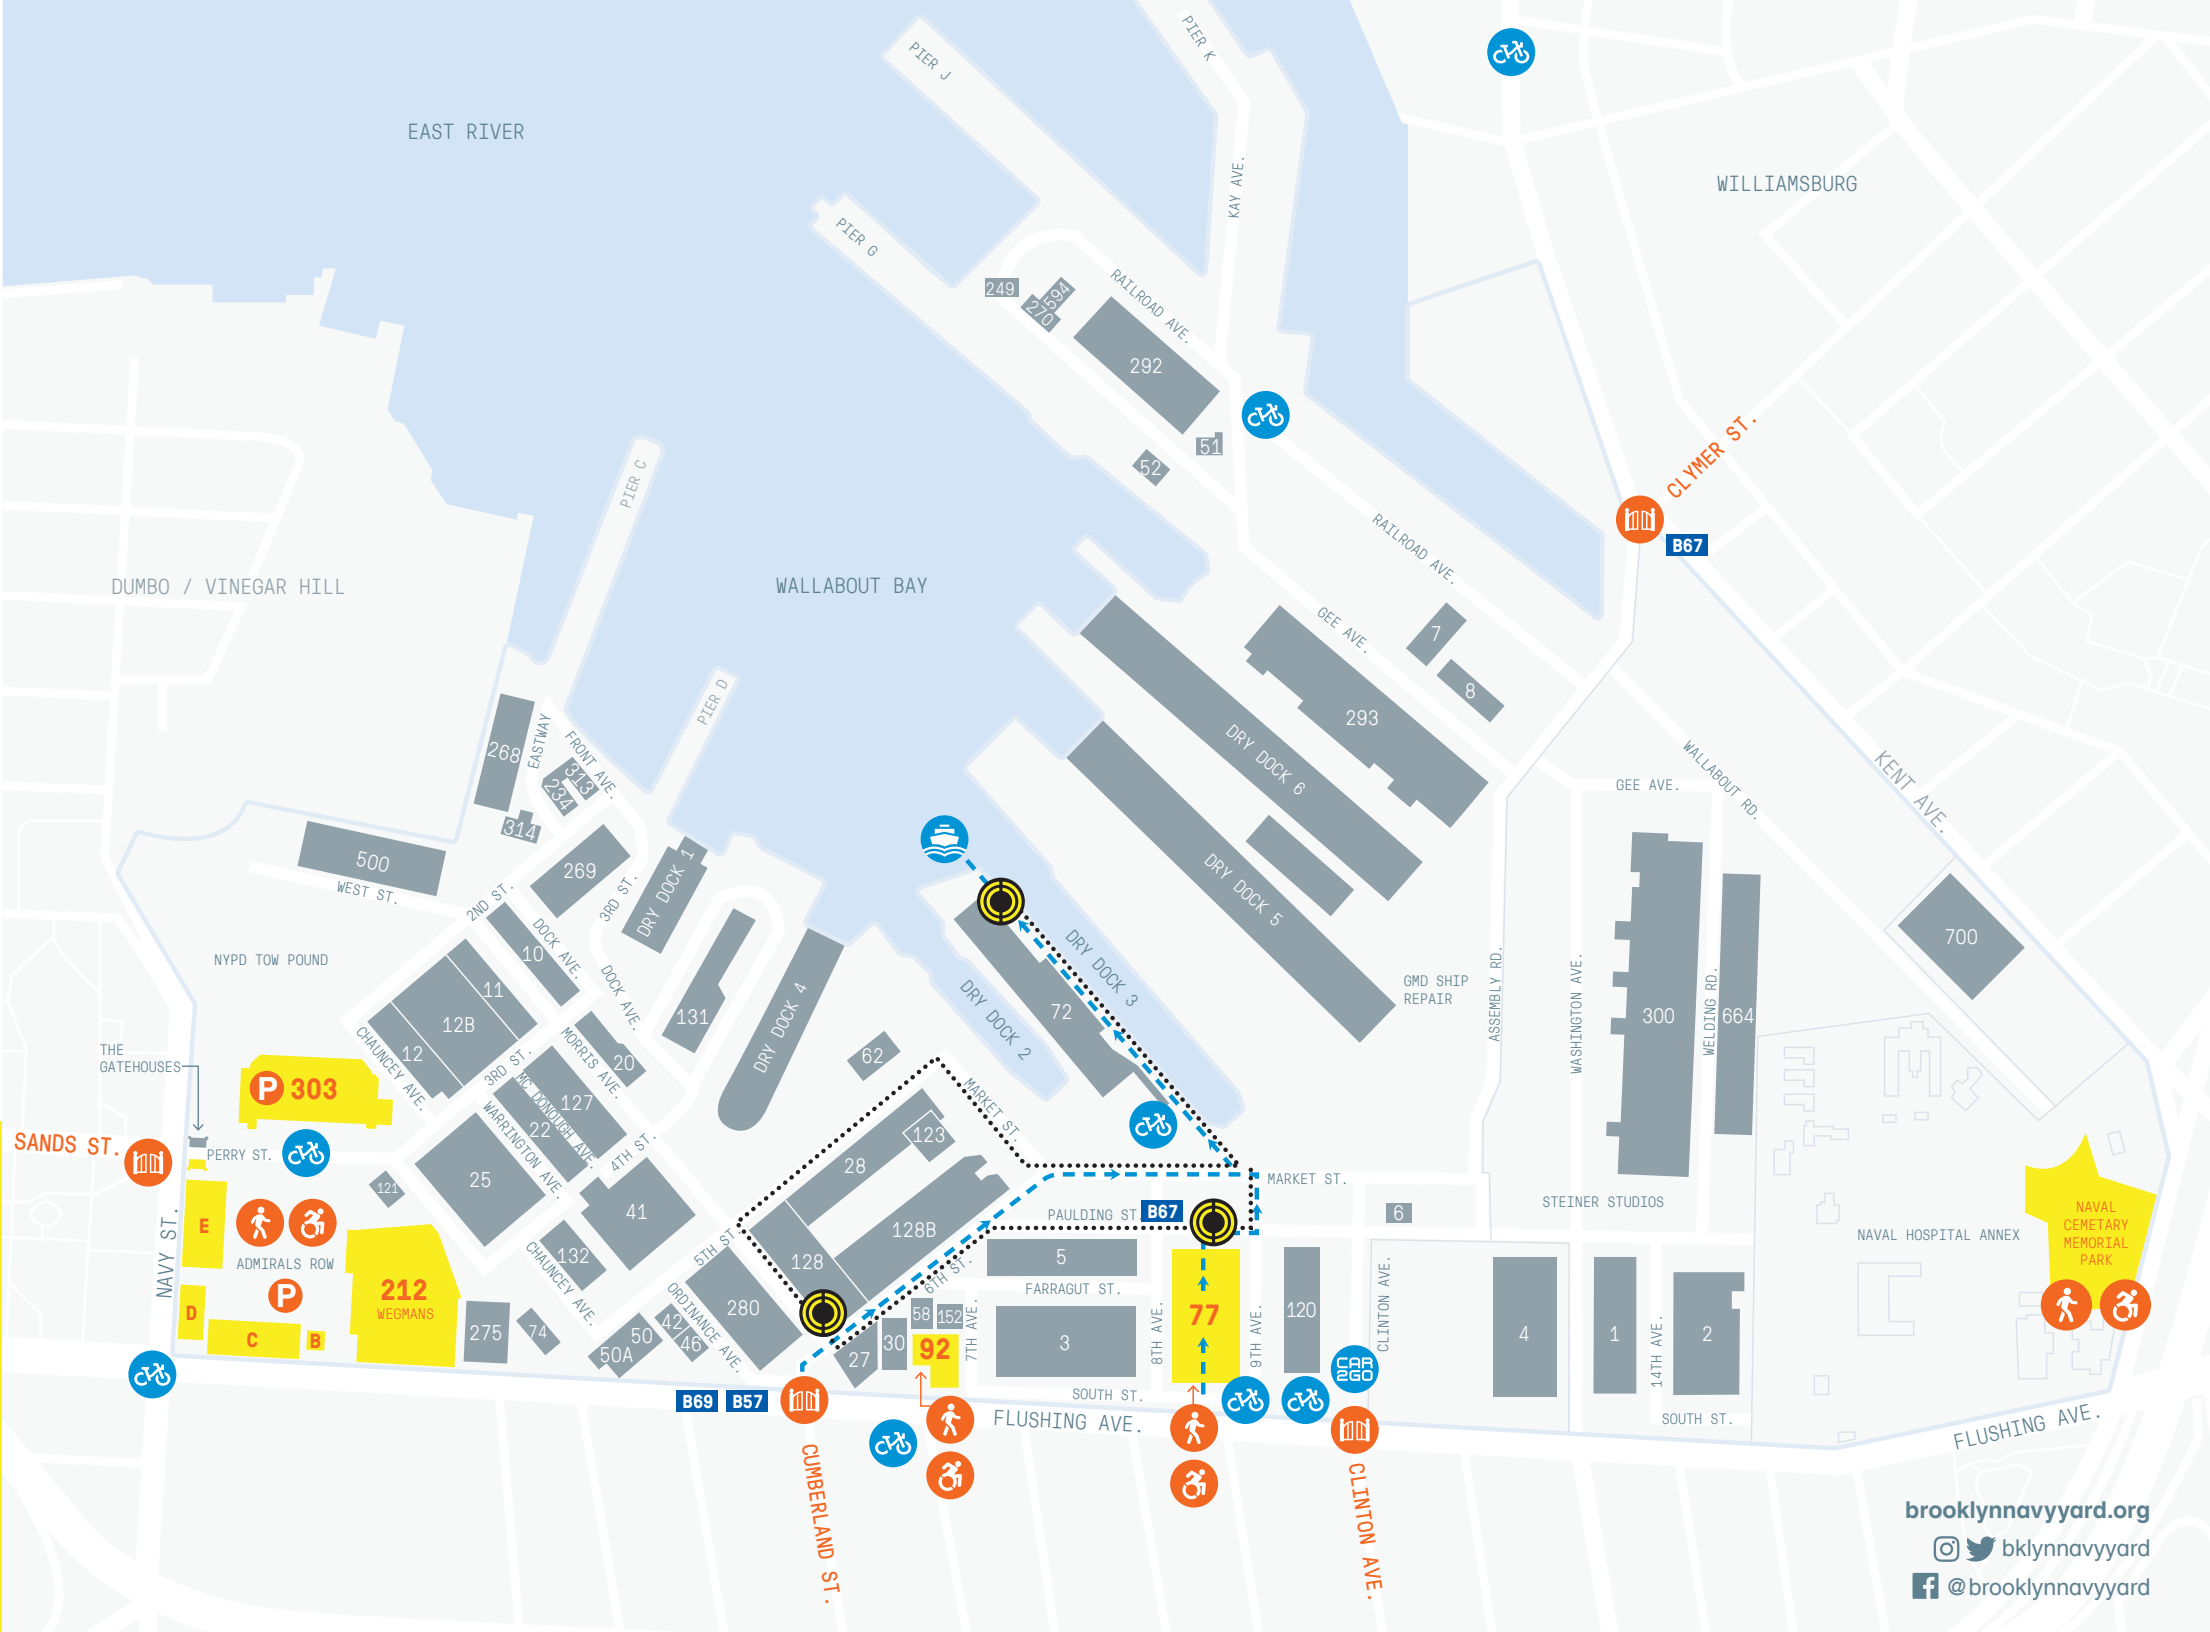 PIER K
PIER J
EAST RIVER
WILLIAMSBURG
KAY AVE.
PIER G
249
594
270
RAILROAD AVE.
292
51
52
CLYMER ST.
B67
PIER C
RAILROAD AVE.
DUMBO / VINEGAR HILL
WALLABOUT BAY
GEE AVE.
7
8
293
PIER D
DRY DOCK 6
268
EASTWAY
FRONT AVE.
313
234
314
WALLABOUT RD.
KENT AVE.
GEE AVE.
500
WEST ST.
269
3RD ST.
DRY DOCK 1
2ND ST.
DRY DOCK 5
10
DOCK AVE.
700
NYPD TOW POUND
11
12B
12
DOCK AVE.
131
DRY DOCK 4
DRY DOCK 3
72
DRY DOCK 2
GMD SHIP
REPAIR
ASSEMBLY RD.
WASHINGTON AVE.
300
WELDING RD.
664
THE
GATEHOUSES
CHAUNCEY AVE.
3RD ST.
MORRIS AVE.
20
62
P 303
127
MC DONOUGH AVE.
22
WARRINGTON AVE.
4TH ST.
MARKET ST.
123
28
SANDS ST.
PERRY ST.
121
25
41
MARKET ST.
STEINER STUDIOS
NAVAL
CEMETARY
MEMORIAL
PARK
NAVAL HOSPITAL ANNEX
E
NAVY ST.
ADMIRALS ROW
P
CHAUNCEY AVE.
132
5TH ST.
128
128B
PAULDING ST.
B67
6
5
6TH ST.
FARRAGUT ST.
212
WEGMANS
D
C
B
275
74
50
50A
42
46
ORDINANCE AVE.
280
27
30
58
152
92
7TH AVE.
3
8TH AVE.
77
9TH AVE.
120
CLINTON AVE.
4
1
14TH AVE.
2
CAR
2GO
B69
B57
SOUTH ST.
FLUSHING AVE.
SOUTH ST.
FLUSHING AVE.
CUMBERLAND ST.
CLINTON AVE.
brooklynnavyyard.org
bklynnavyyard
@brooklynnavyyard